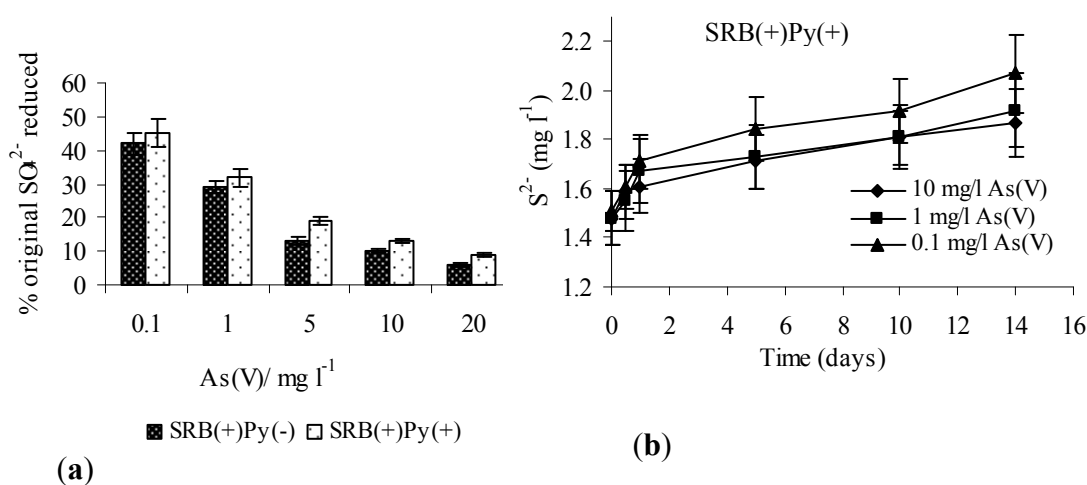 % original SO4²⁻ reduced
60
50
40
30
20
10
0
0.1 1 5 10 20
As(V)/ mg l⁻¹
SRB(+)Py(-) SRB(+)Py(+)
(a)
SRB(+)Py(+)
S²⁻ (mg l⁻¹)
2.2
2.0
1.8
1.6
1.4
1.2
10 mg/l As(V)
1 mg/l As(V)
0.1 mg/l As(V)
0 2 4 6 8 10 12 14 16
Time (days)
(b)